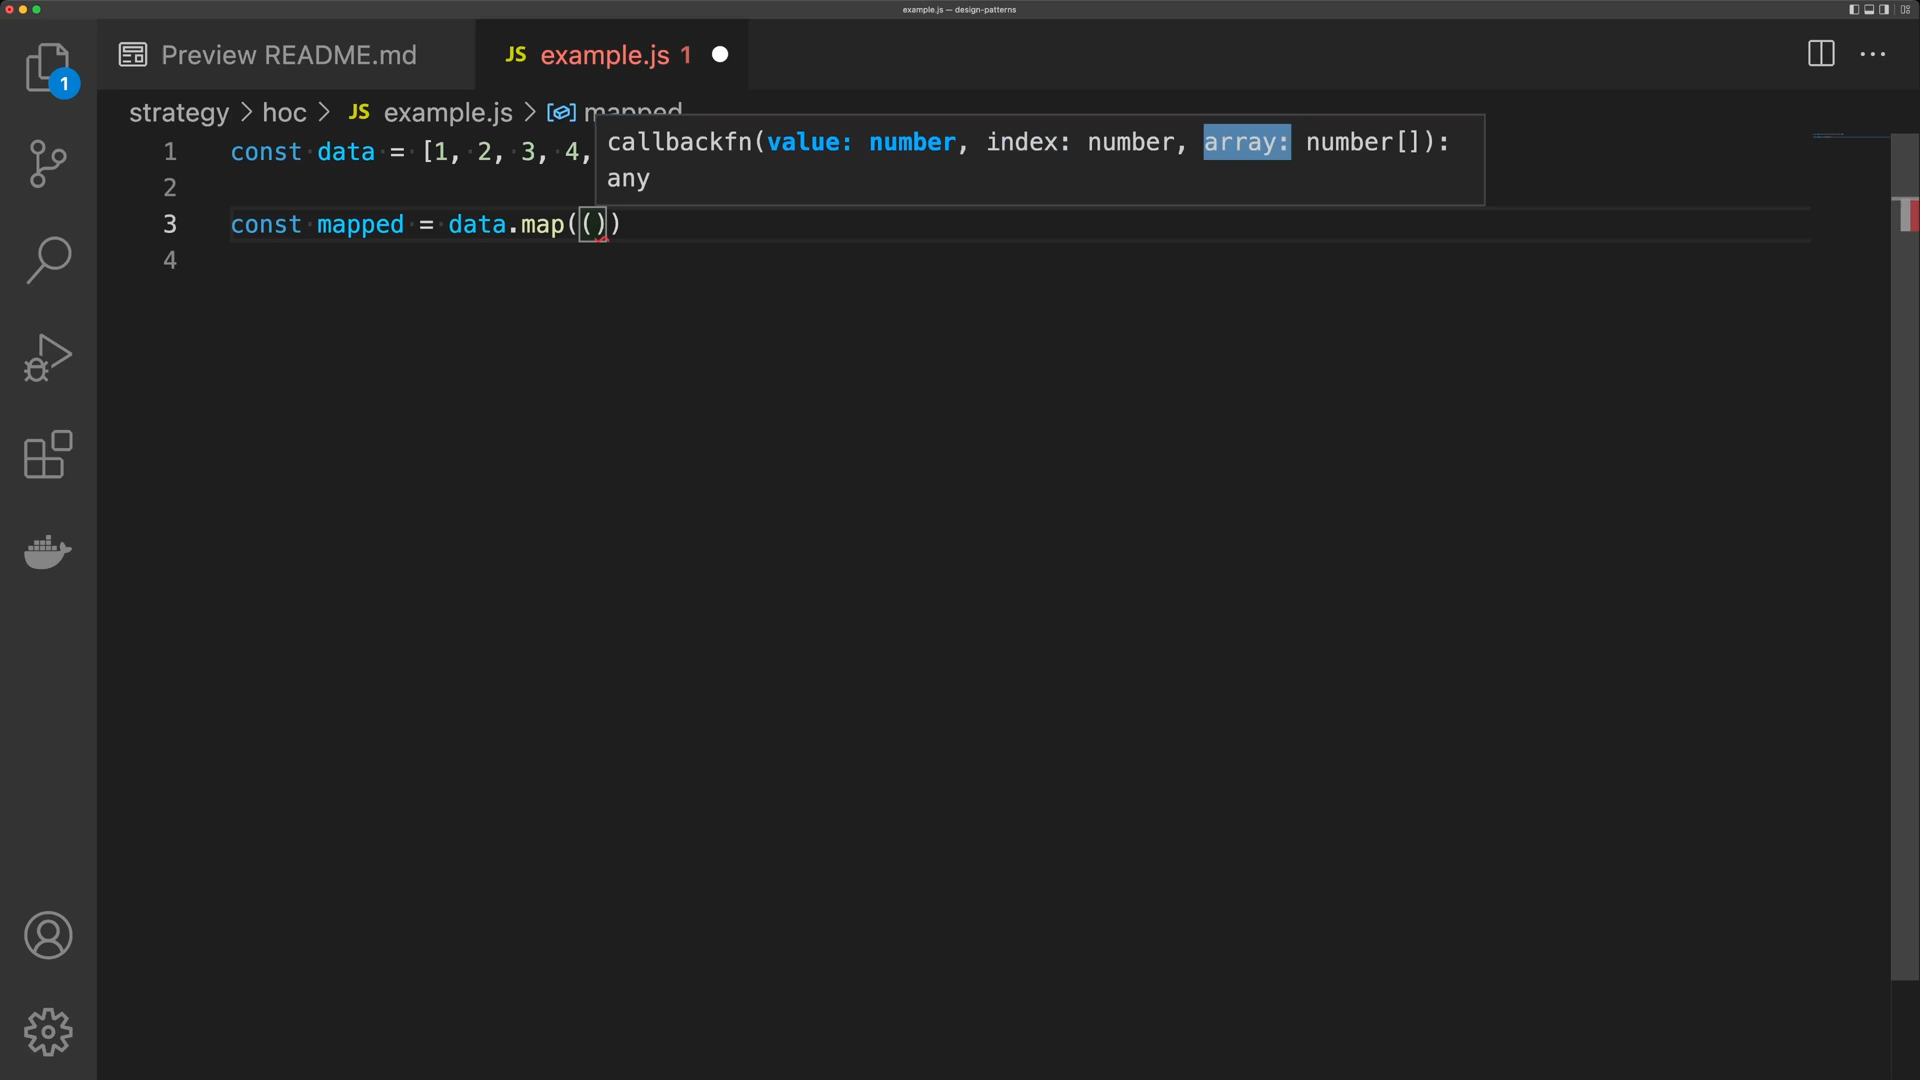 example.js — design-patterns
Preview README.md
JS example.js 1
1
strategy > hoc > JS example.js > mapped
callbackfn(value: number, index: number, array: number[]):
any
1 const data = [1, 2, 3, 4,
2
3 const mapped = data.map(())
4